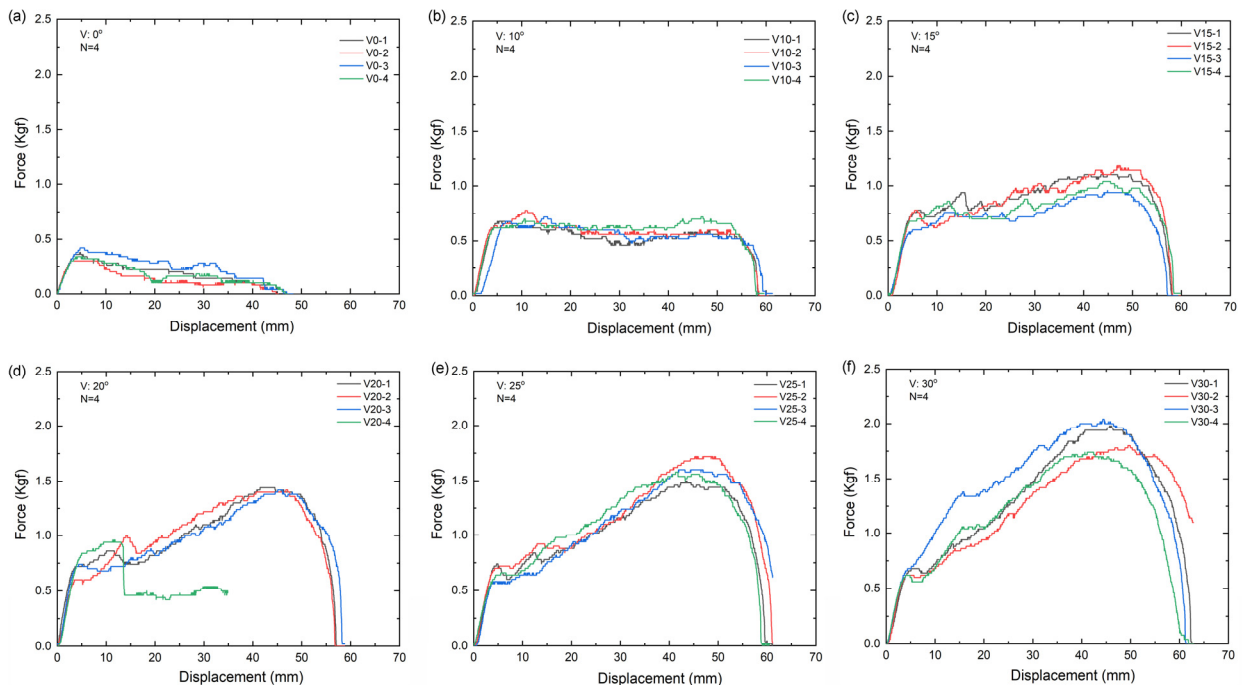 (a)
V: 0°
N=4
V0-1
V0-2
V0-3
V0-4
2.5
2.0
1.5
1.0
0.5
0.0
Force (Kgf)
0 10 20 30 40 50 60 70
Displacement (mm)
(b)
V: 10°
N=4
V10-1
V10-2
V10-3
V10-4
2.5
2.0
1.5
1.0
0.5
0.0
Force (Kgf)
0 10 20 30 40 50 60 70
Displacement (mm)
(c)
V: 15°
N=4
V15-1
V15-2
V15-3
V15-4
2.5
2.0
1.5
1.0
0.5
0.0
Force (Kgf)
0 10 20 30 40 50 60 70
Displacement (mm)
(d)
V: 20°
N=4
V20-1
V20-2
V20-3
V20-4
2.5
2.0
1.5
1.0
0.5
0.0
Force (Kgf)
0 10 20 30 40 50 60 70
Displacement (mm)
(e)
V: 25°
N=4
V25-1
V25-2
V25-3
V25-4
2.5
2.0
1.5
1.0
0.5
0.0
Force (Kgf)
0 10 20 30 40 50 60 70
Displacement (mm)
(f)
V: 30°
N=4
V30-1
V30-2
V30-3
V30-4
2.5
2.0
1.5
1.0
0.5
0.0
Force (Kgf)
0 10 20 30 40 50 60 70
Displacement (mm)